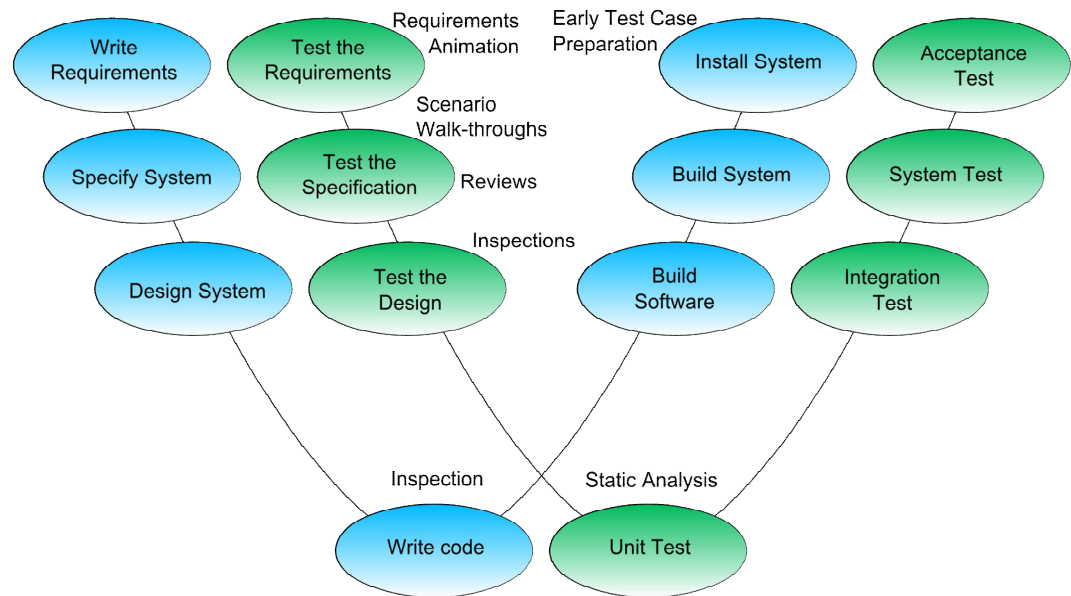 Write
Requirements
Test the
Requirements
Requirements
Animation
Early Test Case
Preparation
Install System
Acceptance
Test
Scenario
Walk-throughs
Specify System
Test the
Specification
Reviews
Build System
System Test
Inspections
Design System
Test the
Design
Build
Software
Integration
Test
Inspection
Static Analysis
Write code
Unit Test